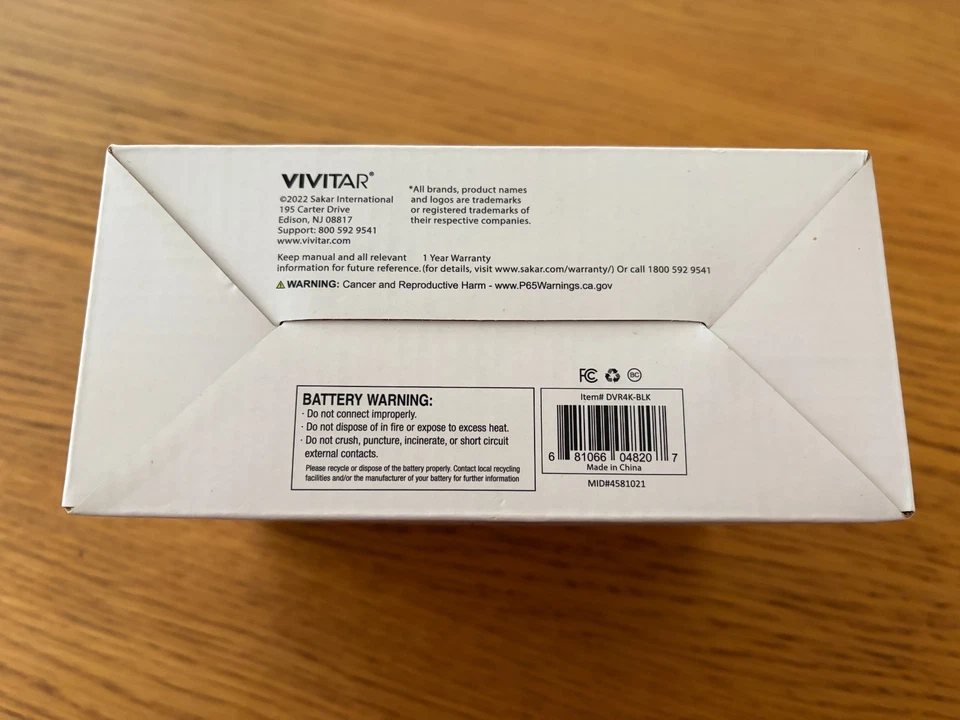 VIVITAR®
©2022 Sakar International
195 Carter Drive
Edison, NJ 08817
Support: 800 592 9541
www.vivitar.com
*All brands, product names
and logos are trademarks
or registered trademarks of
their respective companies.
Keep manual and all relevant 1 Year Warranty
information for future reference.(for details, visit www.sakar.com/warranty/) Or call 1800 592 9541
WARNING: Cancer and Reproductive Harm - www.P65Warnings.ca.gov
BATTERY WARNING:
· Do not connect improperly.
· Do not dispose of in fire or expose to excess heat.
· Do not crush, puncture, incinerate, or short circuit
external contacts.
Please recycle or dispose of the battery properly. Contact local recycling
facilities and/or the manufacturer of your battery for further information
FC BC
Item# DVR4K-BLK
6 81066 04820 7
Made in China
MID#4581021